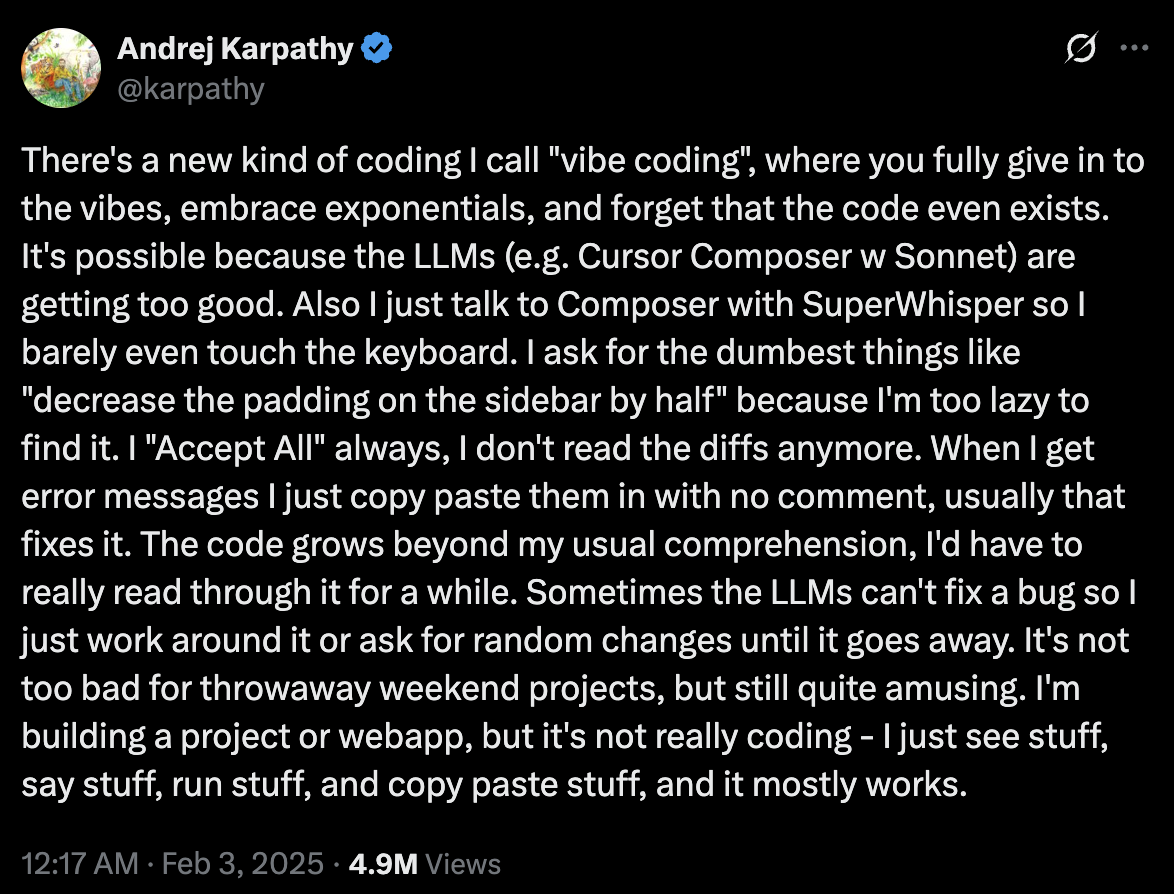 Andrej Karpathy
@karpathy
There's a new kind of coding I call "vibe coding", where you fully give in to
the vibes, embrace exponentials, and forget that the code even exists.
It's possible because the LLMs (e.g. Cursor Composer w Sonnet) are
getting too good. Also I just talk to Composer with SuperWhisper so I
barely even touch the keyboard. I ask for the dumbest things like
"decrease the padding on the sidebar by half" because I'm too lazy to
find it. I "Accept All" always, I don't read the diffs anymore. When I get
error messages I just copy paste them in with no comment, usually that
fixes it. The code grows beyond my usual comprehension, I'd have to
really read through it for a while. Sometimes the LLMs can't fix a bug so I
just work around it or ask for random changes until it goes away. It's not
too bad for throwaway weekend projects, but still quite amusing. I'm
building a project or webapp, but it's not really coding - I just see stuff,
say stuff, run stuff, and copy paste stuff, and it mostly works.
12:17 AM · Feb 3, 2025 · 4.9M Views